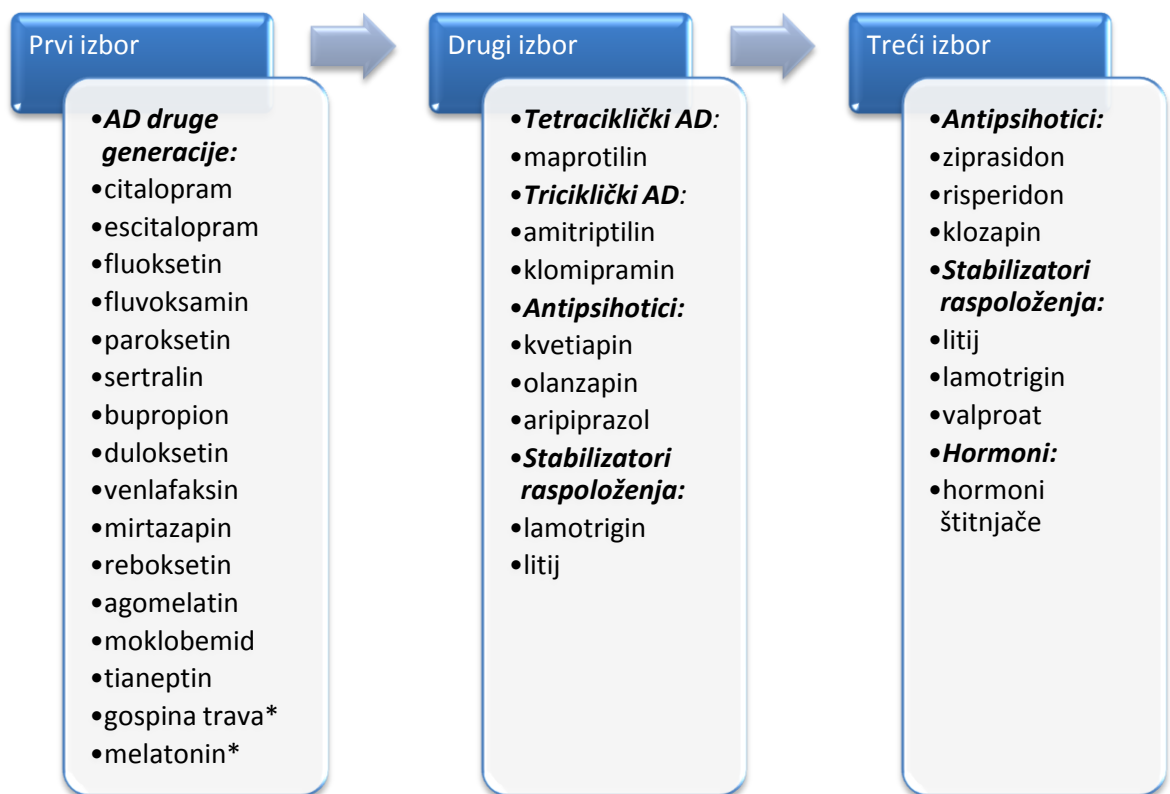 Prvi izbor
•AD druge
generacije:
•citalopram
•escitalopram
•fluoksetin
•fluvoksamin
•paroksetin
•sertralin
•bupropion
•duloksetin
•venlafaksin
•mirtazapin
•reboksetin
•agomelatin
•moklobemid
•tianeptin
•gospina trava*
•melatonin*
Drugi izbor
•Tetraciklički AD:
•maprotilin
•Triciklički AD:
•amitriptilin
•klomipramin
•Antipsihotici:
•kvetiapin
•olanzapin
•aripiprazol
•Stabilizatori
raspoloženja:
•lamotrigin
•litij
Treći izbor
•Antipsihotici:
•ziprasidon
•risperidon
•klozapin
•Stabilizatori
raspoloženja:
•litij
•lamotrigin
•valproat
•Hormoni:
•hormoni
štitnjače